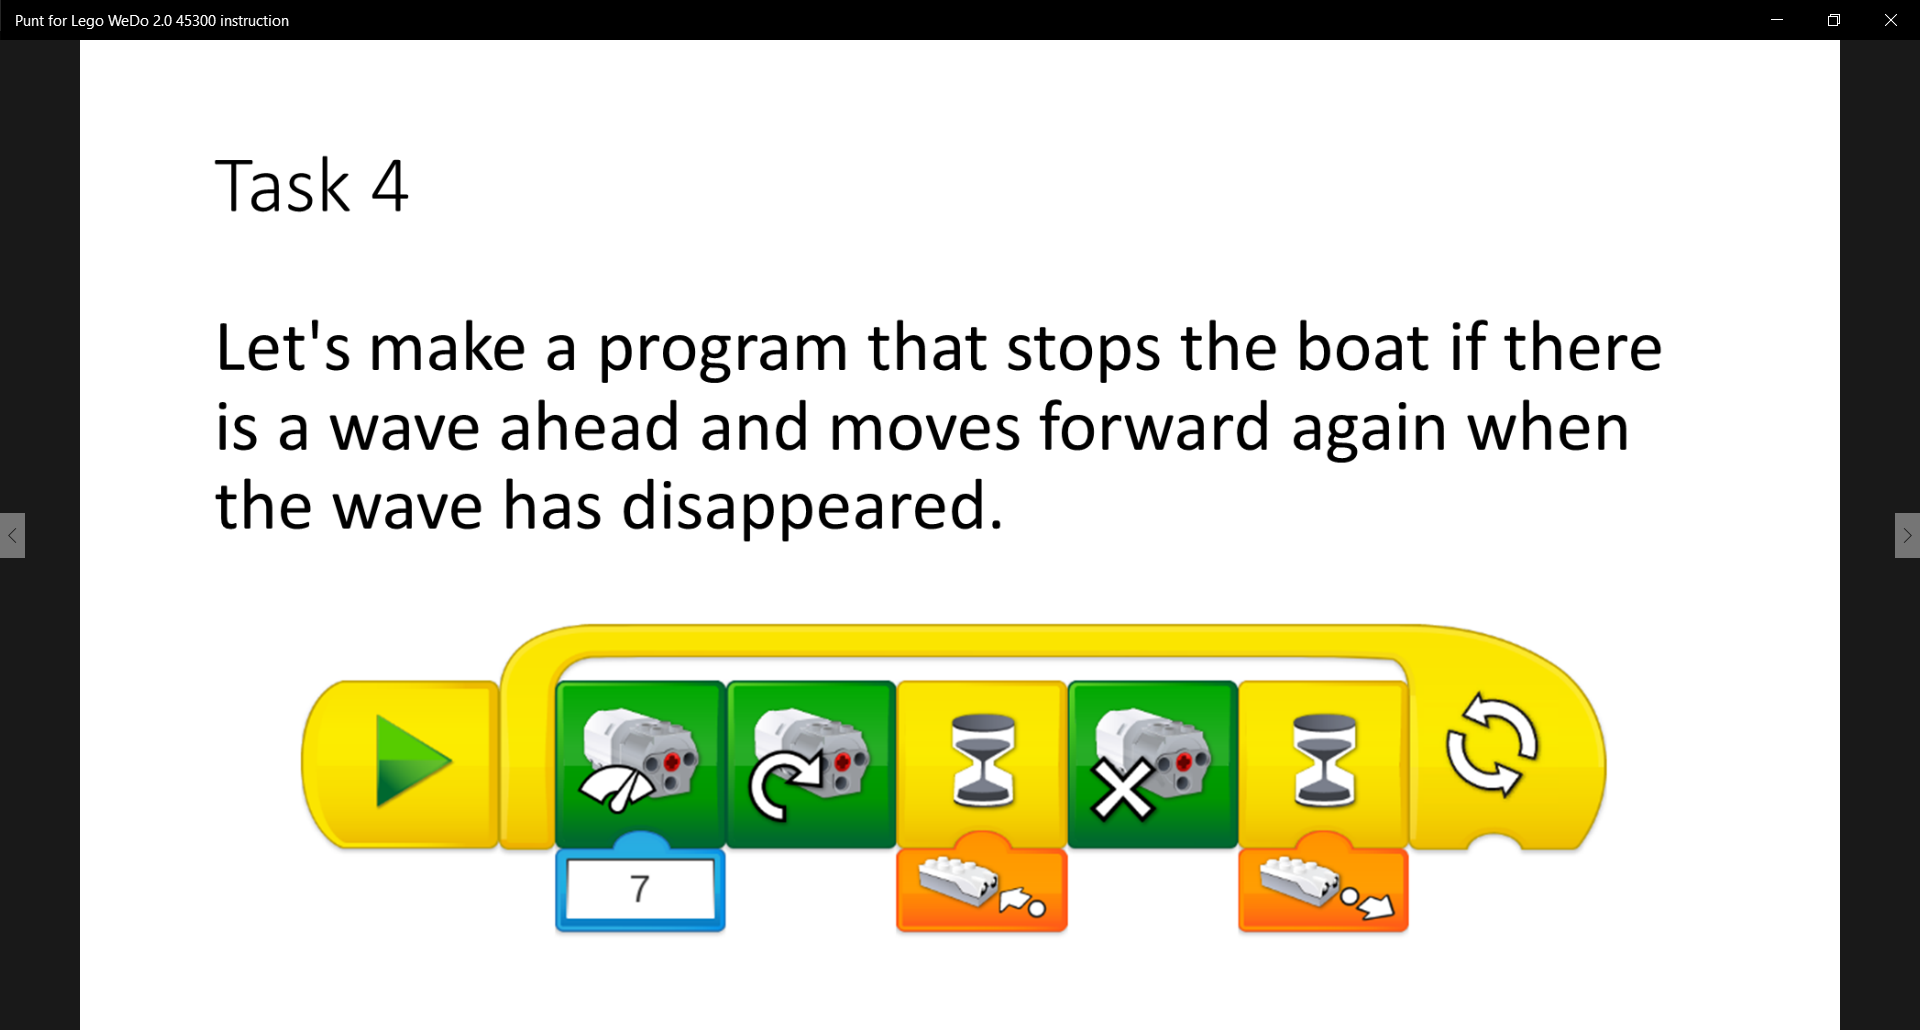 Punt for Lego WeDo 2.0 45300 instruction
Task 4
Let's make a program that stops the boat if there
is a wave ahead and moves forward again when
the wave has disappeared.
7